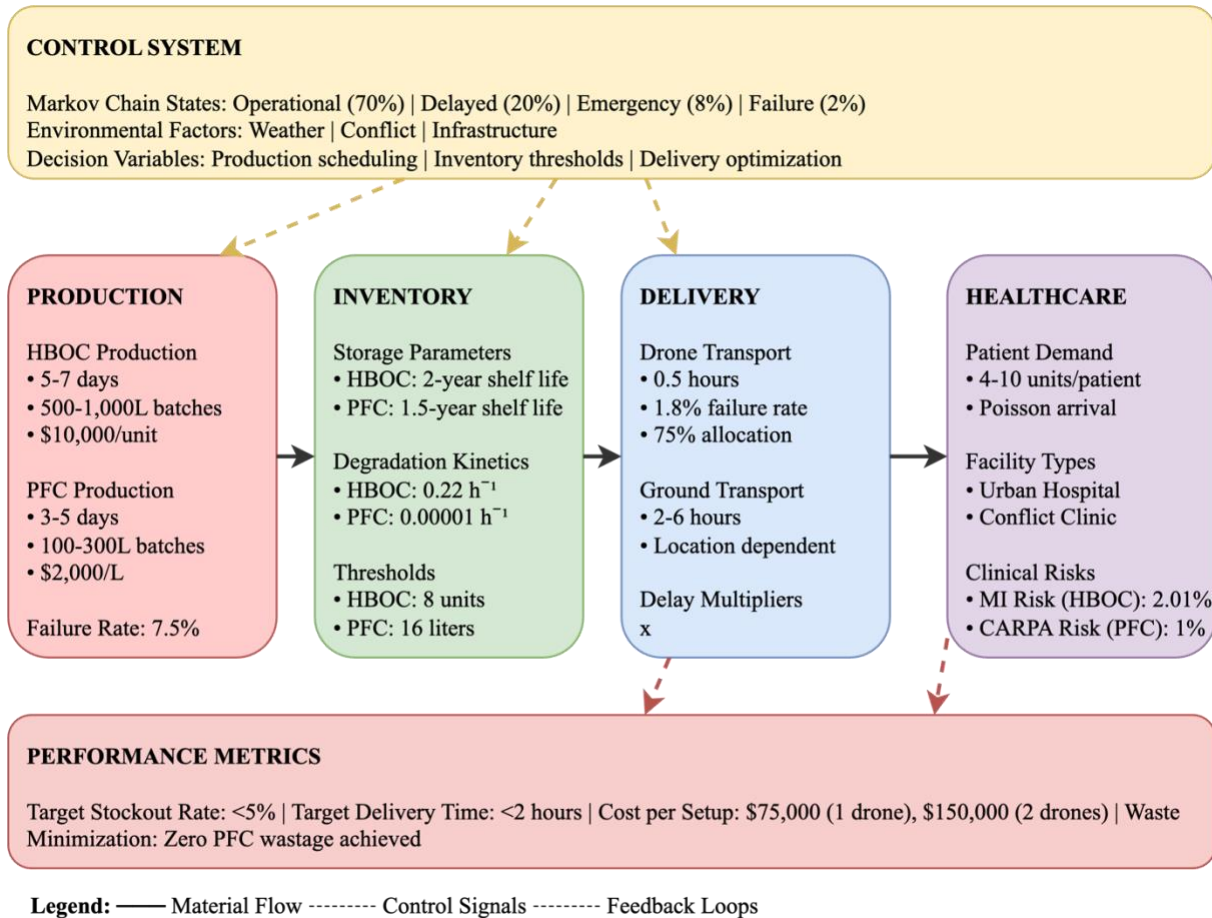 CONTROL SYSTEM
Markov Chain States: Operational (70%) | Delayed (20%) | Emergency (8%) | Failure (2%)
Environmental Factors: Weather | Conflict | Infrastructure
Decision Variables: Production scheduling | Inventory thresholds | Delivery optimization
PRODUCTION
HBOC Production
• 5-7 days
• 500-1,000L batches
• $10,000/unit
PFC Production
• 3-5 days
• 100-300L batches
• $2,000/L
Failure Rate: 7.5%
INVENTORY
Storage Parameters
• HBOC: 2-year shelf life
• PFC: 1.5-year shelf life
Degradation Kinetics
• HBOC: 0.22 h⁻¹
• PFC: 0.00001 h⁻¹
Thresholds
• HBOC: 8 units
• PFC: 16 liters
DELIVERY
Drone Transport
• 0.5 hours
• 1.8% failure rate
• 75% allocation
Ground Transport
• 2-6 hours
• Location dependent
Delay Multipliers
x
HEALTHCARE
Patient Demand
• 4-10 units/patient
• Poisson arrival
Facility Types
• Urban Hospital
• Conflict Clinic
Clinical Risks
• MI Risk (HBOC): 2.01%
• CARPA Risk (PFC): 1%
PERFORMANCE METRICS
Target Stockout Rate: <5% | Target Delivery Time: <2 hours | Cost per Setup: $75,000 (1 drone), $150,000 (2 drones) | Waste
Minimization: Zero PFC wastage achieved
Legend: —— Material Flow --------- Control Signals --------- Feedback Loops